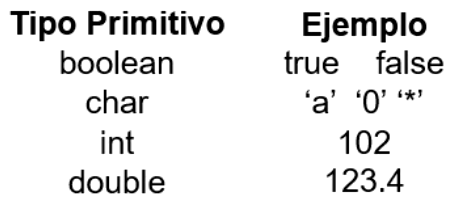 Tipo Primitivo Ejemplo
boolean true false
char ‘a’ ‘0’ ‘*’
int 102
double 123.4